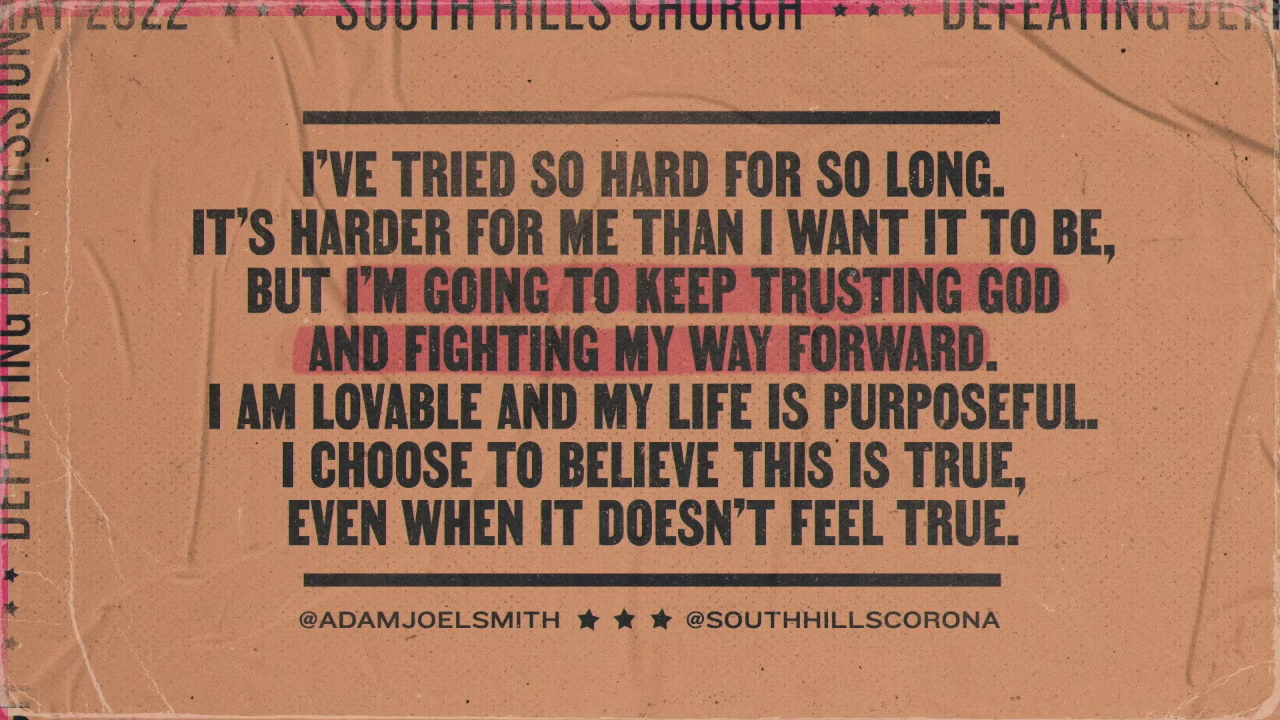 2022 ★ ★ ★ SOUTH HILLS CHURCH ★ ★ ★ DEFEATING
DEFEATING DEPRESSION
I'VE TRIED SO HARD FOR SO LONG.
IT'S HARDER FOR ME THAN I WANT IT TO BE,
BUT I'M GOING TO KEEP TRUSTING GOD
AND FIGHTING MY WAY FORWARD.
I AM LOVABLE AND MY LIFE IS PURPOSEFUL.
I CHOOSE TO BELIEVE THIS IS TRUE,
EVEN WHEN IT DOESN'T FEEL TRUE.
@ADAMJOELSMITH ★ ★ ★ @SOUTHHILLSCORONA